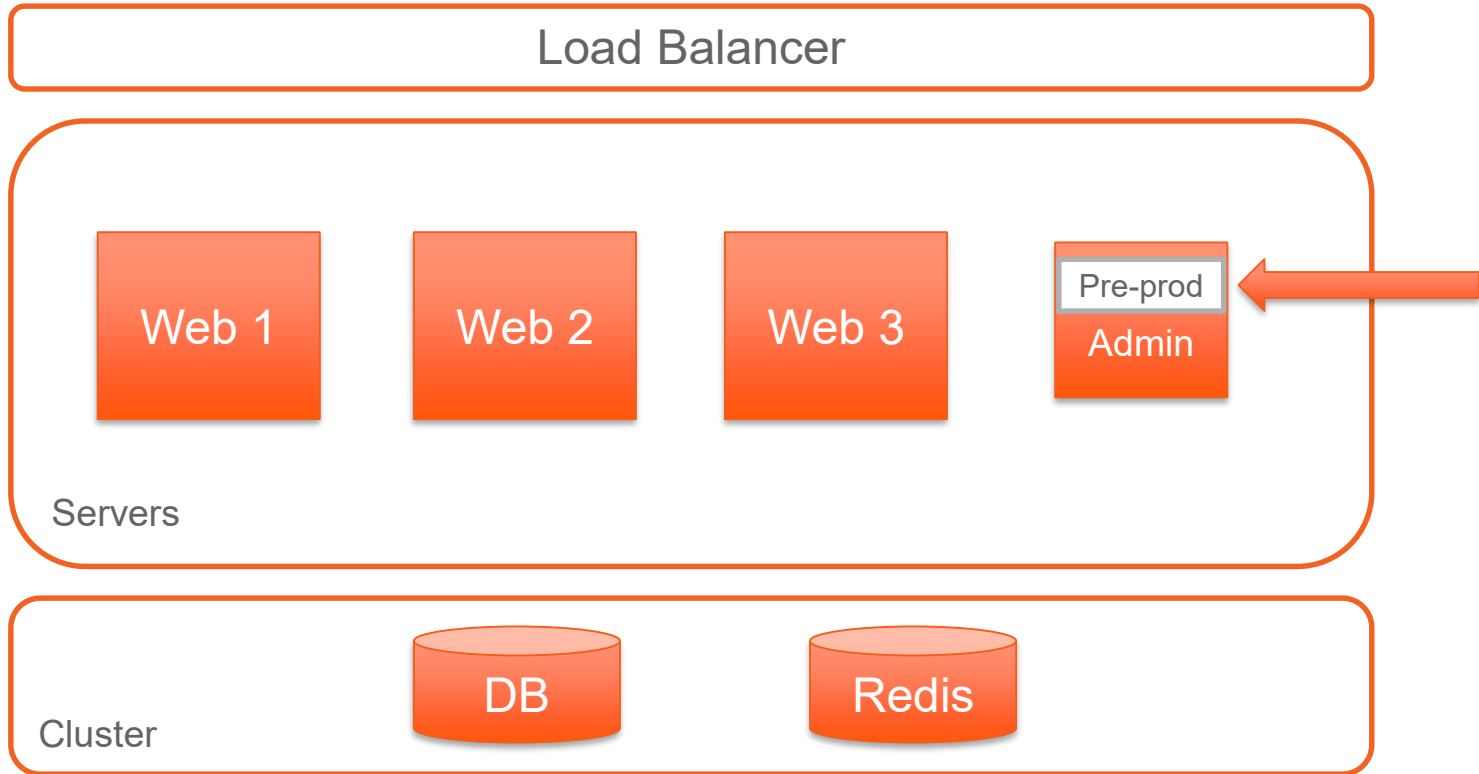 Load Balancer
Web 1
Web 2
Web 3
Pre-prod
Admin
Servers
DB
Redis
Cluster